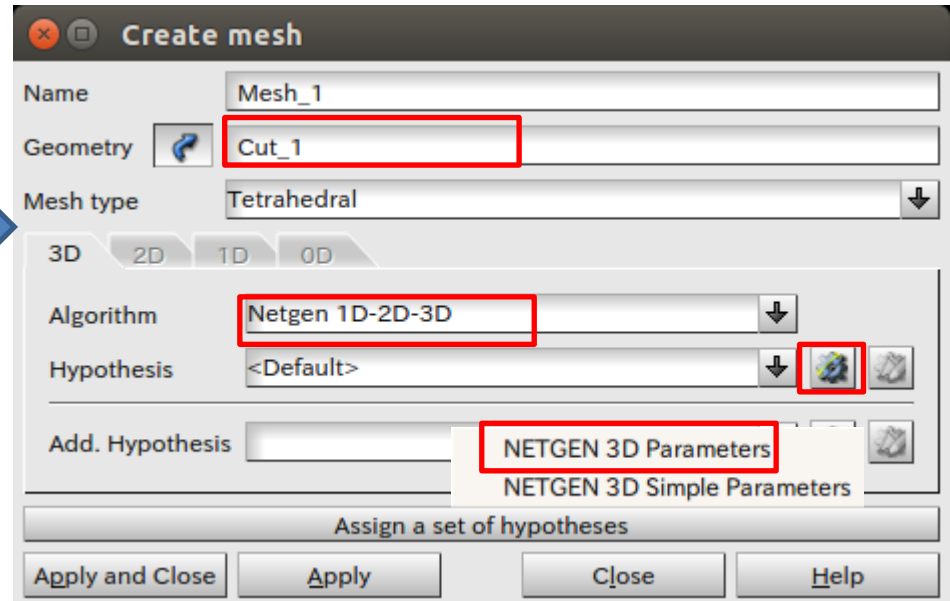 Create mesh
Name Mesh_1
Geometry Cut_1
Mesh type Tetrahedral
3D 2D 1D 0D
Algorithm Netgen 1D-2D-3D
Hypothesis <Default>
Add. Hypothesis
NETGEN 3D Parameters
NETGEN 3D Simple Parameters
Assign a set of hypotheses
Apply and Close Apply Close Help